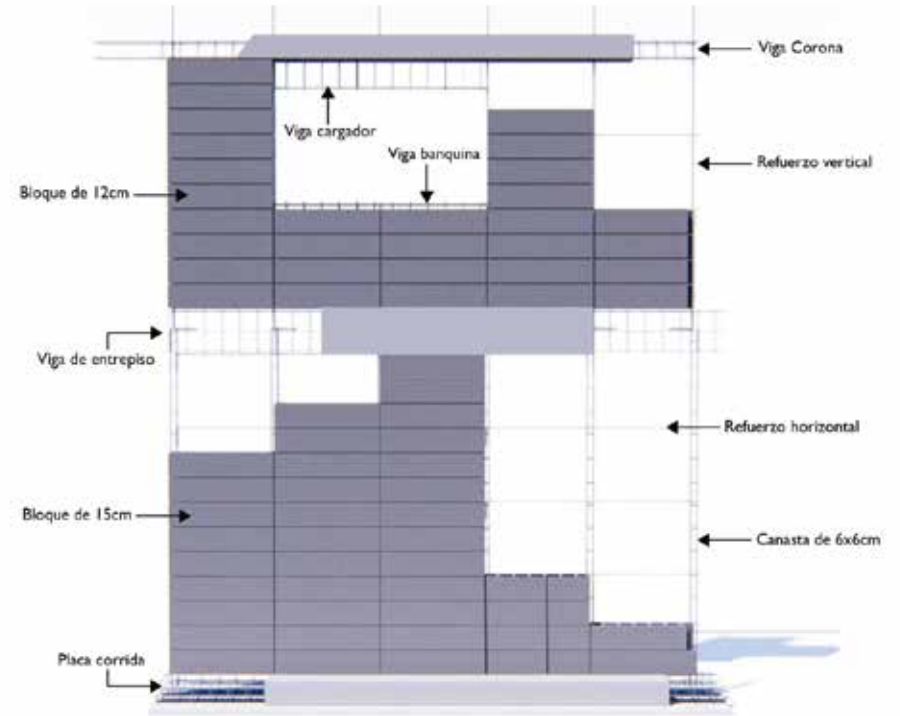 Viga Corona
Viga cargador
Viga banquina
Refuerzo vertical
Bloque de 12cm
Viga de entrepiso
Refuerzo horizontal
Bloque de 15cm
Canasta de 6x6cm
Placa corrida